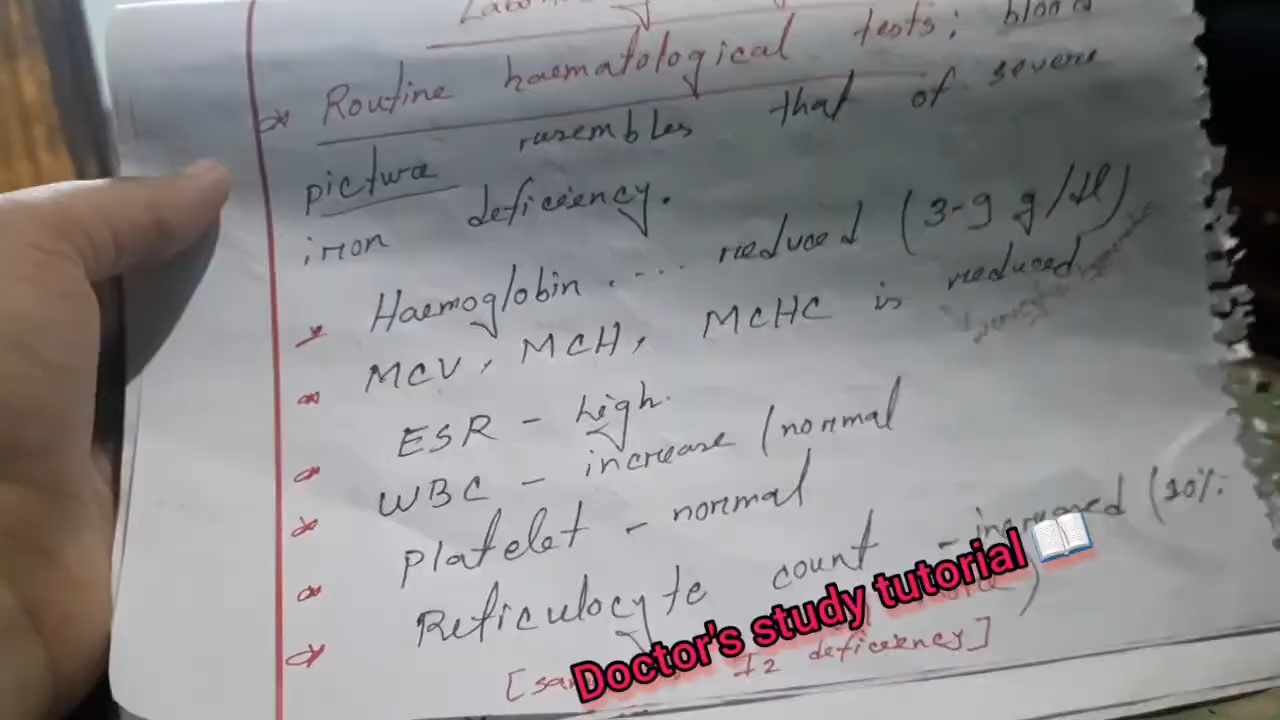 Routine haematological tests; blood
picture resembles that of severe
iron deficiency.
Haemoglobin .... reduced (3-9 g/dl)
MCV, MCH, MCHC is reduced
ESR - high.
WBC - increase / normal
Platelet - normal
Reticulocyte count - increased (10%
Doctor's study tutorial 📖
deficiency]